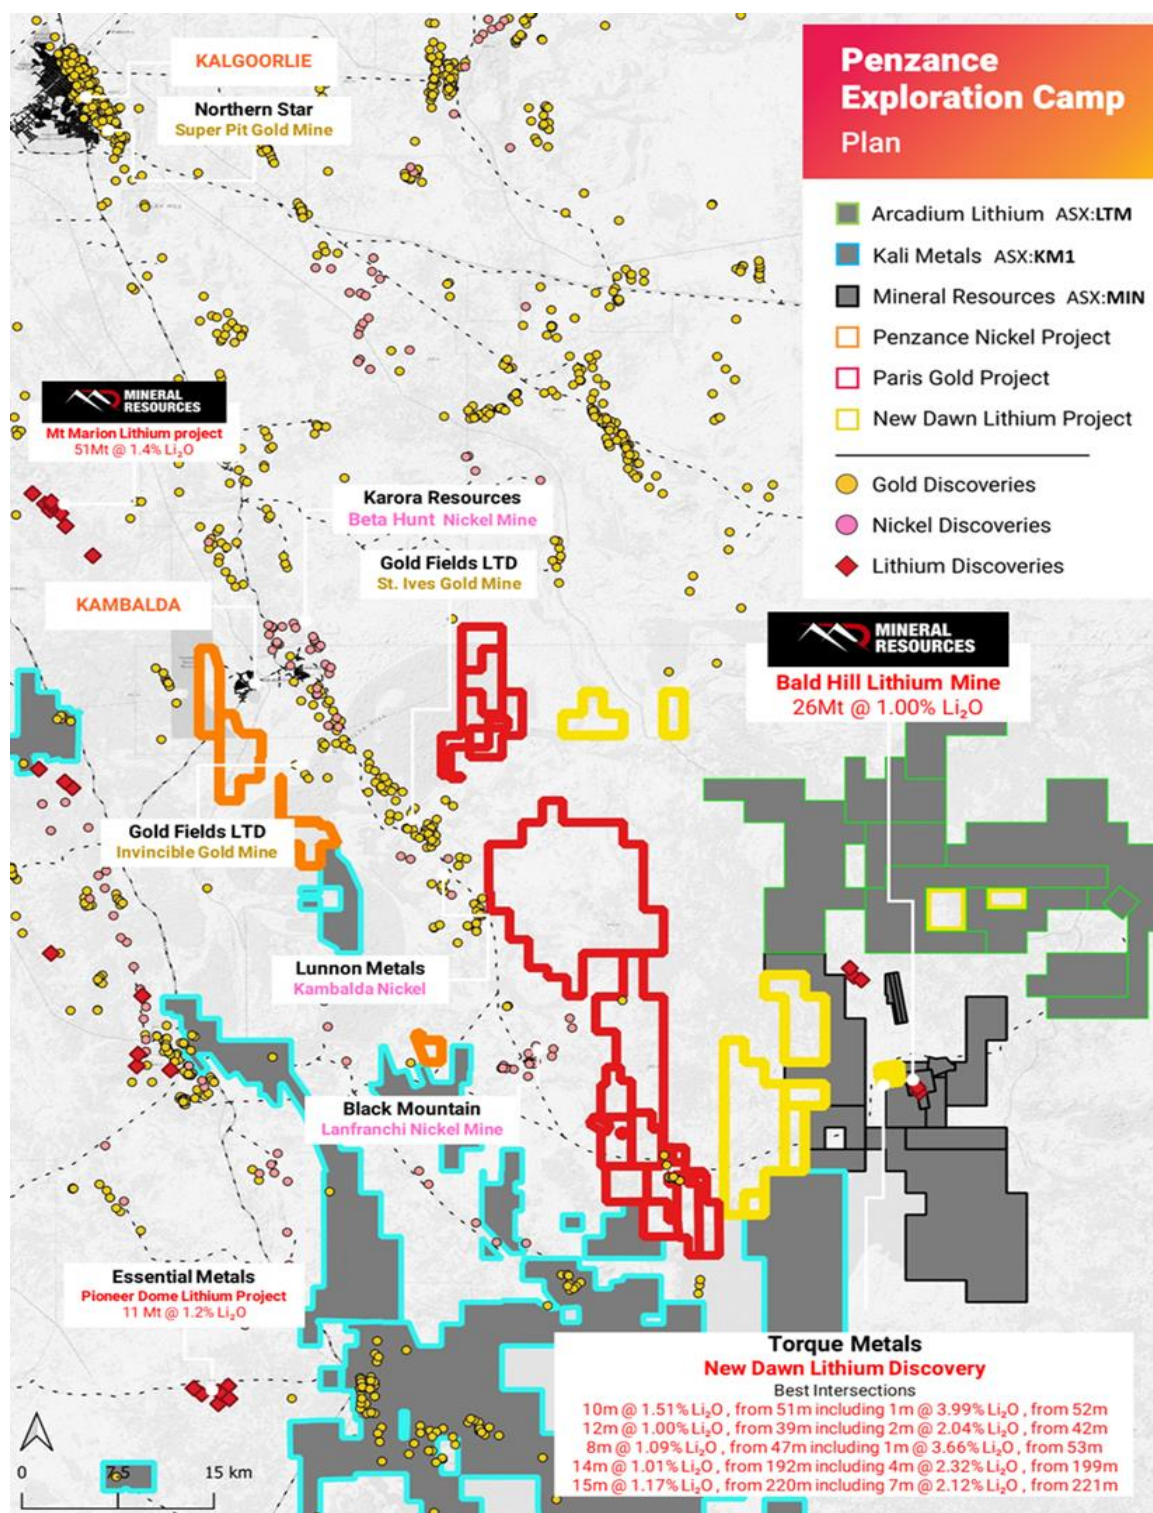 KALGOORLIE
Northern Star
Super Pit Gold Mine
Penzance
Exploration Camp
Plan
Arcadium Lithium ASX:LTM
Kali Metals ASX:KM1
Mineral Resources ASX:MIN
Penzance Nickel Project
Paris Gold Project
New Dawn Lithium Project
Gold Discoveries
Nickel Discoveries
Lithium Discoveries
MINERAL
RESOURCES
Mt Marion Lithium project
51Mt @ 1.4% Li₂O
Karora Resources
Beta Hunt Nickel Mine
Gold Fields LTD
St. Ives Gold Mine
KAMBALDA
MINERAL
RESOURCES
Bald Hill Lithium Mine
26Mt @ 1.00% Li₂O
Gold Fields LTD
Invincible Gold Mine
Lunnon Metals
Kambalda Nickel
Black Mountain
Lanfranchi Nickel Mine
Essential Metals
Pioneer Dome Lithium Project
11 Mt @ 1.2% Li₂O
Torque Metals
New Dawn Lithium Discovery
Best Intersections
10m @ 1.51% Li₂O , from 51m including 1m @ 3.99% Li₂O , from 52m
12m @ 1.00% Li₂O , from 39m including 2m @ 2.04% Li₂O , from 42m
8m @ 1.09% Li₂O , from 47m including 1m @ 3.66% Li₂O , from 53m
14m @ 1.01% Li₂O , from 192m including 4m @ 2.32% Li₂O , from 199m
15m @ 1.17% Li₂O , from 220m including 7m @ 2.12% Li₂O , from 221m
0 7.5 15 km